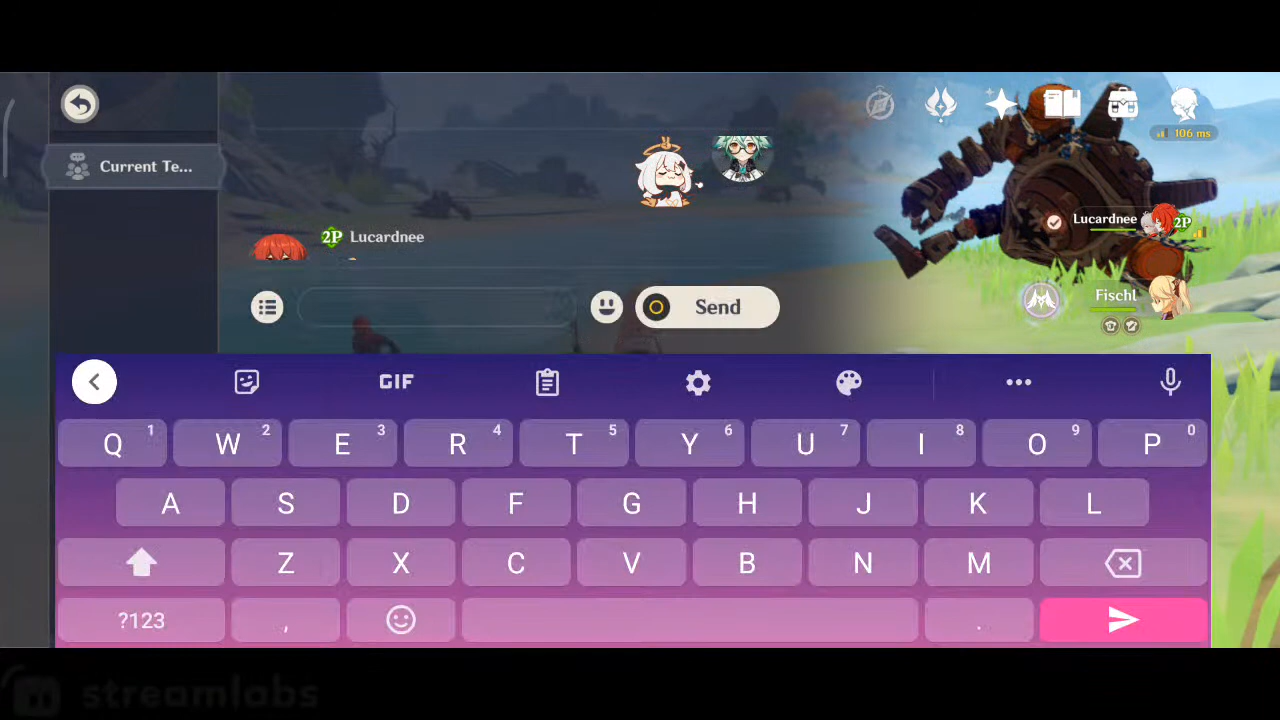 106 ms
Current Te...
Lucardnee
2P
2P Lucardnee
Fischl
Send
GIF
Q 1 W 2 E 3 R 4 T 5 Y 6 U 7 I 8 O 9 P 0
A S D F G H J K L
Z X C V B N M
?123 , .
streamlabs